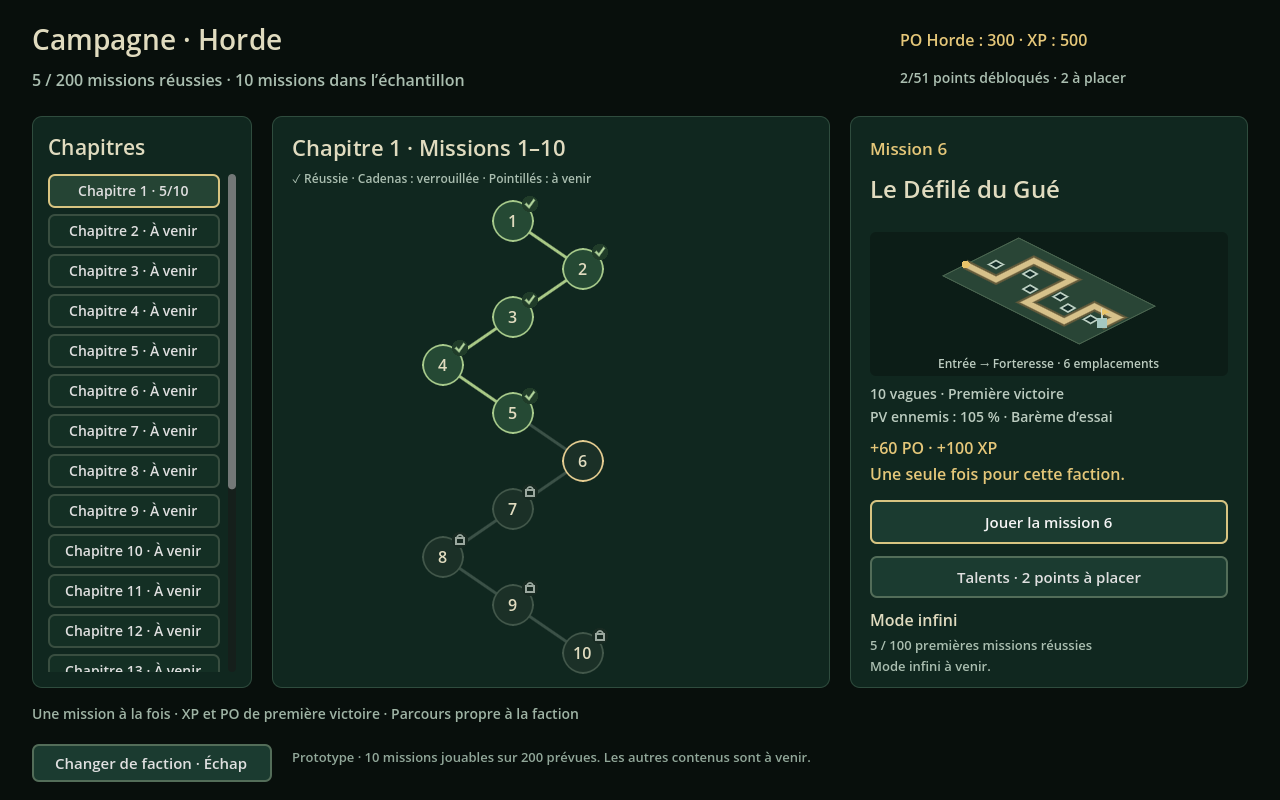 Campagne · Horde
5 / 200 missions réussies · 10 missions dans l’échantillon
PO Horde : 300 · XP : 500
2/51 points débloqués · 2 à placer
Chapitres
Chapitre 1 · 5/10
Chapitre 2 · À venir
Chapitre 3 · À venir
Chapitre 4 · À venir
Chapitre 5 · À venir
Chapitre 6 · À venir
Chapitre 7 · À venir
Chapitre 8 · À venir
Chapitre 9 · À venir
Chapitre 10 · À venir
Chapitre 11 · À venir
Chapitre 12 · À venir
Chapitre 13 · À venir
Chapitre 1 · Missions 1–10
✓ Réussie · Cadenas : verrouillée · Pointillés : à venir
1
2
3
4
5
6
7
8
9
10
Mission 6
Le Défilé du Gué
Entrée → Forteresse · 6 emplacements
10 vagues · Première victoire
PV ennemis : 105 % · Barème d’essai
+60 PO · +100 XP
Une seule fois pour cette faction.
Jouer la mission 6
Talents · 2 points à placer
Mode infini
5 / 100 premières missions réussies
Mode infini à venir.
Une mission à la fois · XP et PO de première victoire · Parcours propre à la faction
Changer de faction · Échap
Prototype · 10 missions jouables sur 200 prévues. Les autres contenus sont à venir.